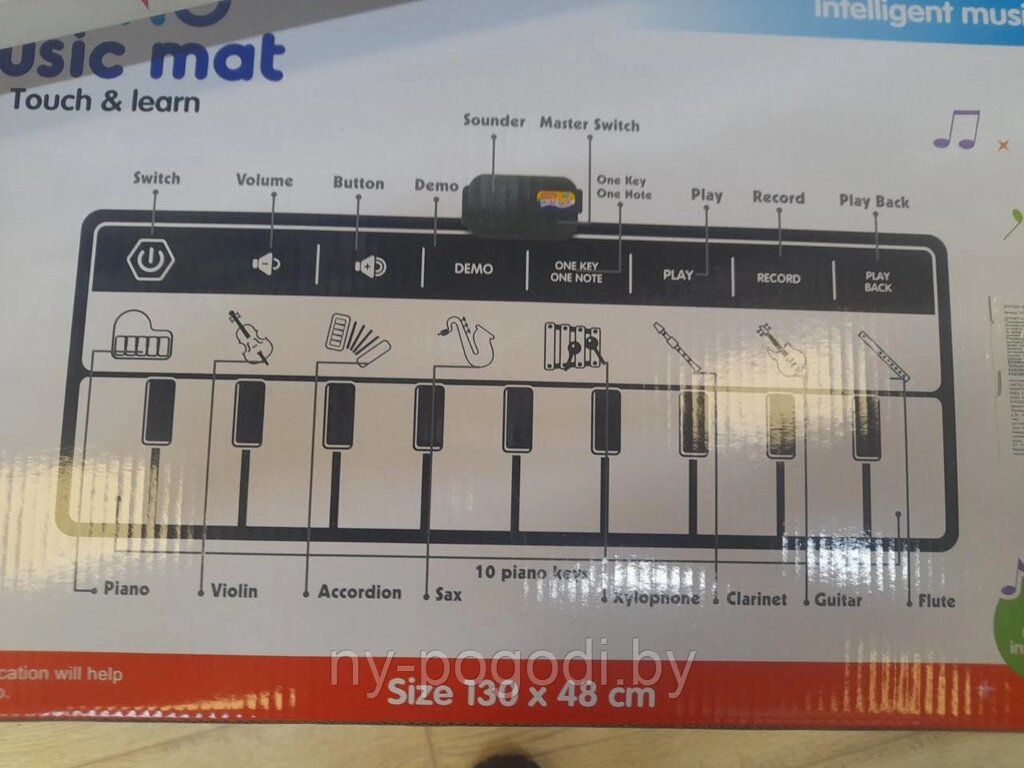 Intelligent
usic mat
Touch & learn
Sounder
Master Switch
Switch
Volume
Button
Demo
One Key
One Note
Play
Record
Play Back
DEMO
ONE KEY
ONE NOTE
PLAY
RECORD
PLAY
BACK
10 piano keys
Piano
Violin
Accordion
Sax
Xylophone
Clarinet
Guitar
Flute
cation will help
ny-pogodi.by
Size 130 x 48 cm